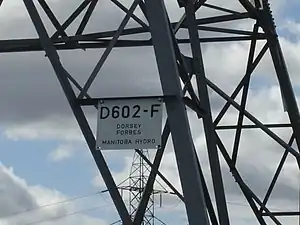 D602-F
DORSEY
FORBES
MANITOBA HYDRO